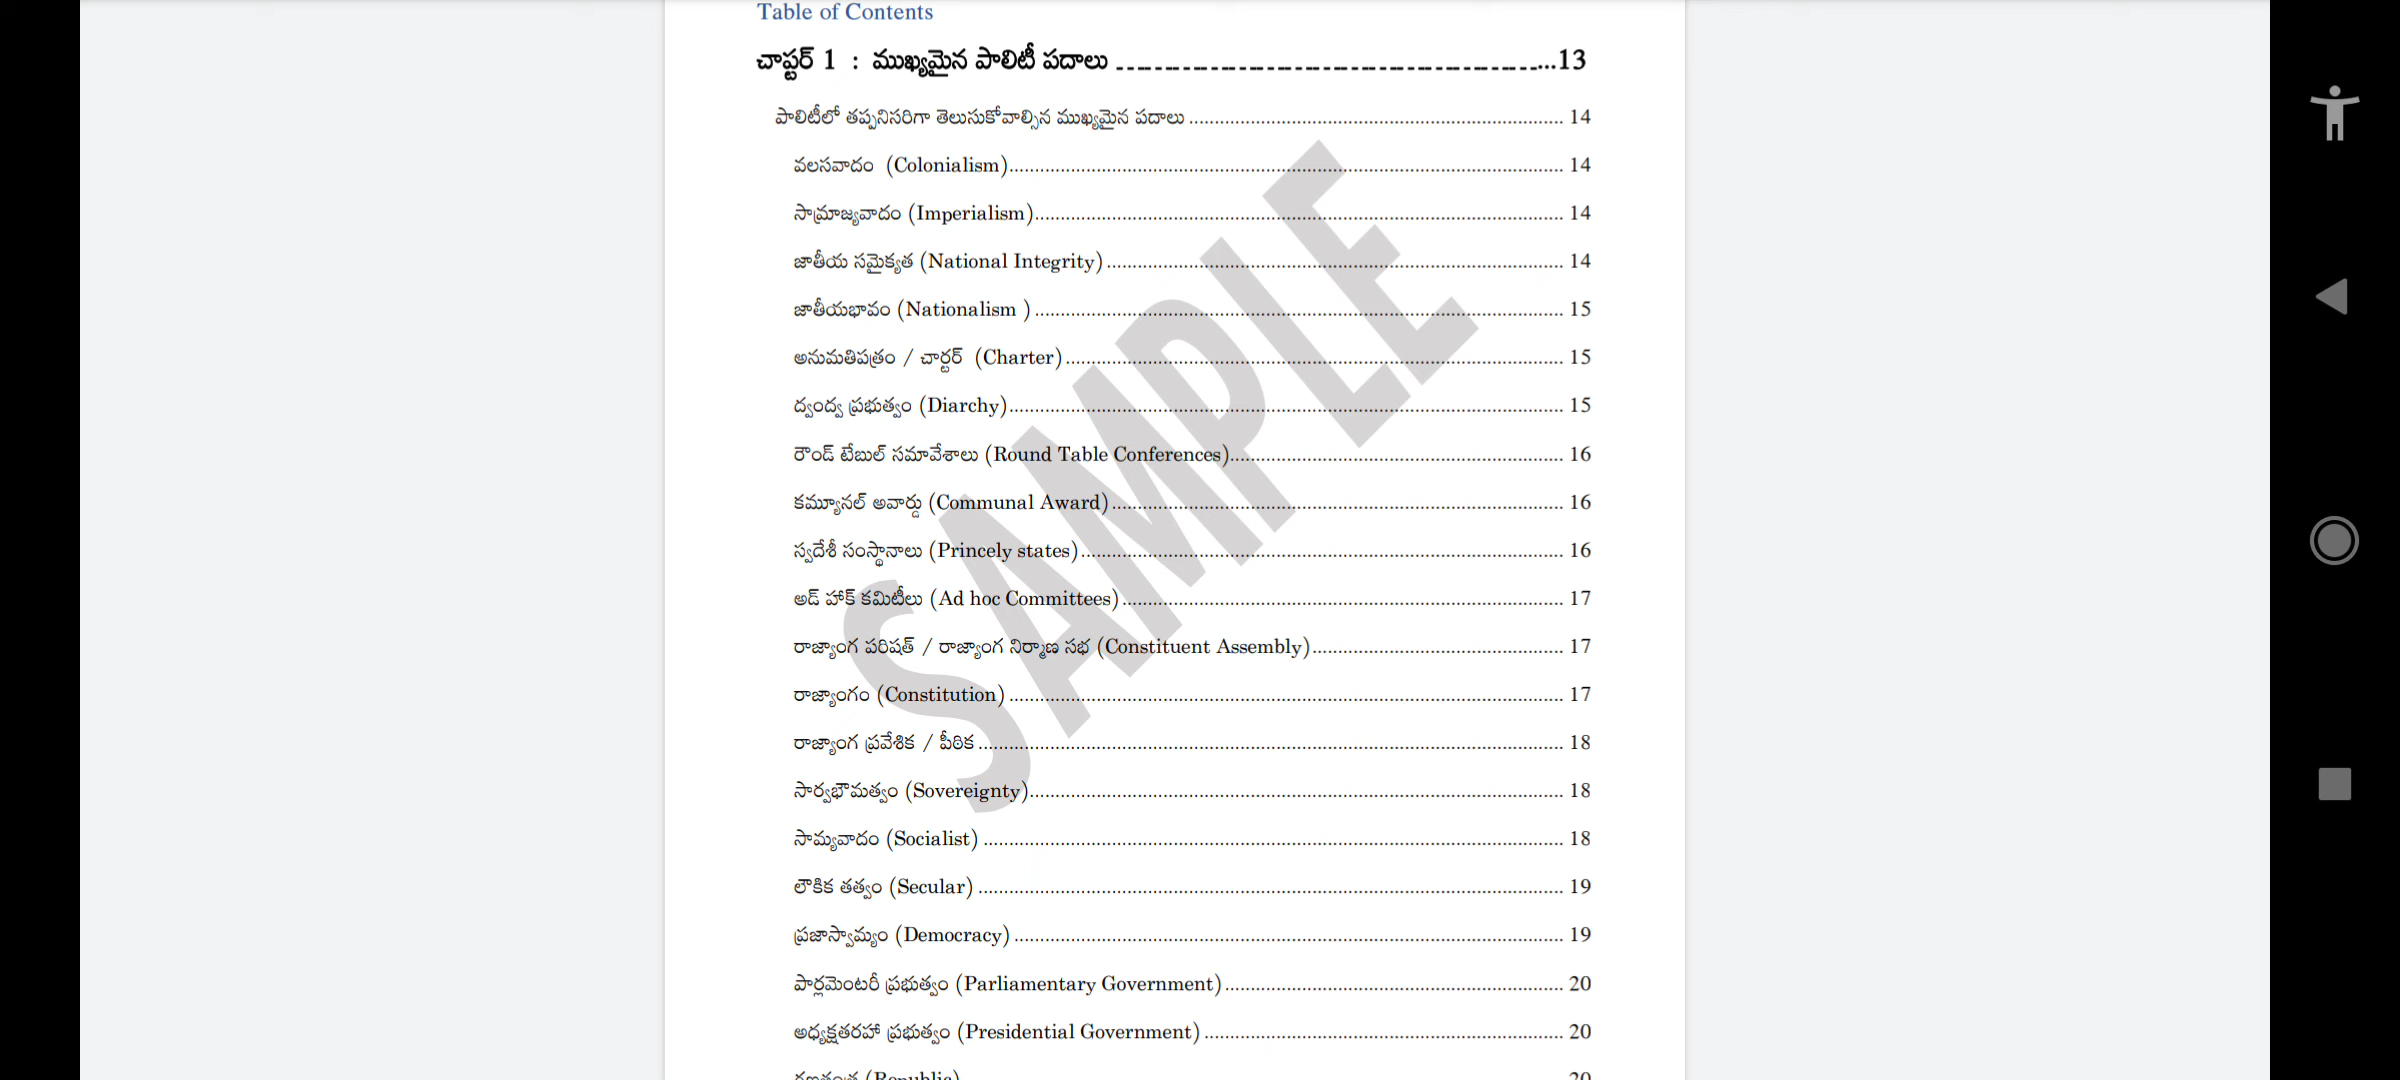 Table of Contents
చాప్టర్ 1 : ముఖ్యమైన పాలిటీ పదాలు ...13
పాలిటీలో తప్పనిసరిగా తెలుసుకోవాల్సిన ముఖ్యమైన పదాలు ... 14
వలసవాదం (Colonialism)... 14
సామ్రాజ్యవాదం (Imperialism)... 14
జాతీయ సమైక్యత (National Integrity) ... 14
జాతీయభావం (Nationalism ) ... 15
అనుమతిపత్రం / చార్టర్ (Charter) ... 15
ద్వంద్వ ప్రభుత్వం (Diarchy)... 15
రౌండ్ టేబుల్ సమావేశాలు (Round Table Conferences)... 16
కమ్యూనల్ అవార్డు (Communal Award) ... 16
స్వదేశీ సంస్థానాలు (Princely states)... 16
అడ్ హాక్ కమిటీలు (Ad hoc Committees) ... 17
రాజ్యాంగ పరిషత్ / రాజ్యాంగ నిర్మాణ సభ (Constituent Assembly)... 17
రాజ్యాంగం (Constitution) ... 17
రాజ్యాంగ ప్రవేశిక / పీఠిక ... 18
సార్వభౌమత్వం (Sovereignty)... 18
సామ్యవాదం (Socialist) ... 18
లౌకిక తత్వం (Secular) ... 19
ప్రజాస్వామ్యం (Democracy) ... 19
పార్లమెంటరీ ప్రభుత్వం (Parliamentary Government) ... 20
అధ్యక్షతరహా ప్రభుత్వం (Presidential Government) ... 20
(Republic) 20
SAMPLE